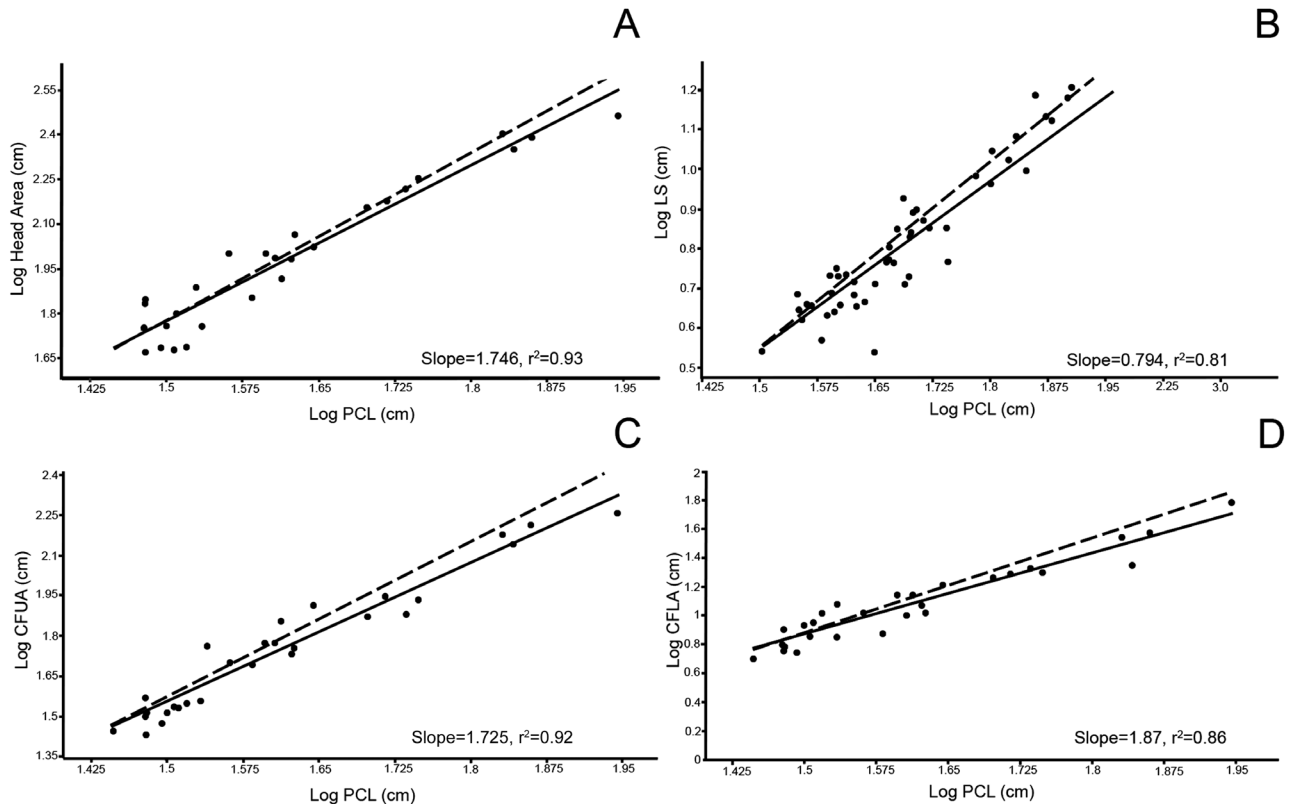 A
Log Head Area (cm)
2.55
2.4
2.25
2.10
1.95
1.8
1.65
Slope=1.746, r²=0.93
1.425 1.5 1.575 1.65 1.725 1.8 1.875 1.95
Log PCL (cm)
B
Log LS (cm)
1.2
1.1
1.0
0.9
0.8
0.7
0.6
0.5
Slope=0.794, r²=0.81
1.425 1.5 1.575 1.65 1.725 1.8 1.875 1.95 2.25 3.0
Log PCL (cm)
C
Log CFUA (cm)
2.4
2.25
2.1
1.95
1.8
1.65
1.5
1.35
Slope=1.725, r²=0.92
1.425 1.5 1.575 1.65 1.725 1.8 1.875 1.95
Log PCL (cm)
D
Log CFLA (cm)
2
1.8
1.6
1.4
1.2
1
0.8
0.6
0.4
0.2
0
Slope=1.87, r²=0.86
1.425 1.5 1.575 1.65 1.725 1.8 1.875 1.95
Log PCL (cm)